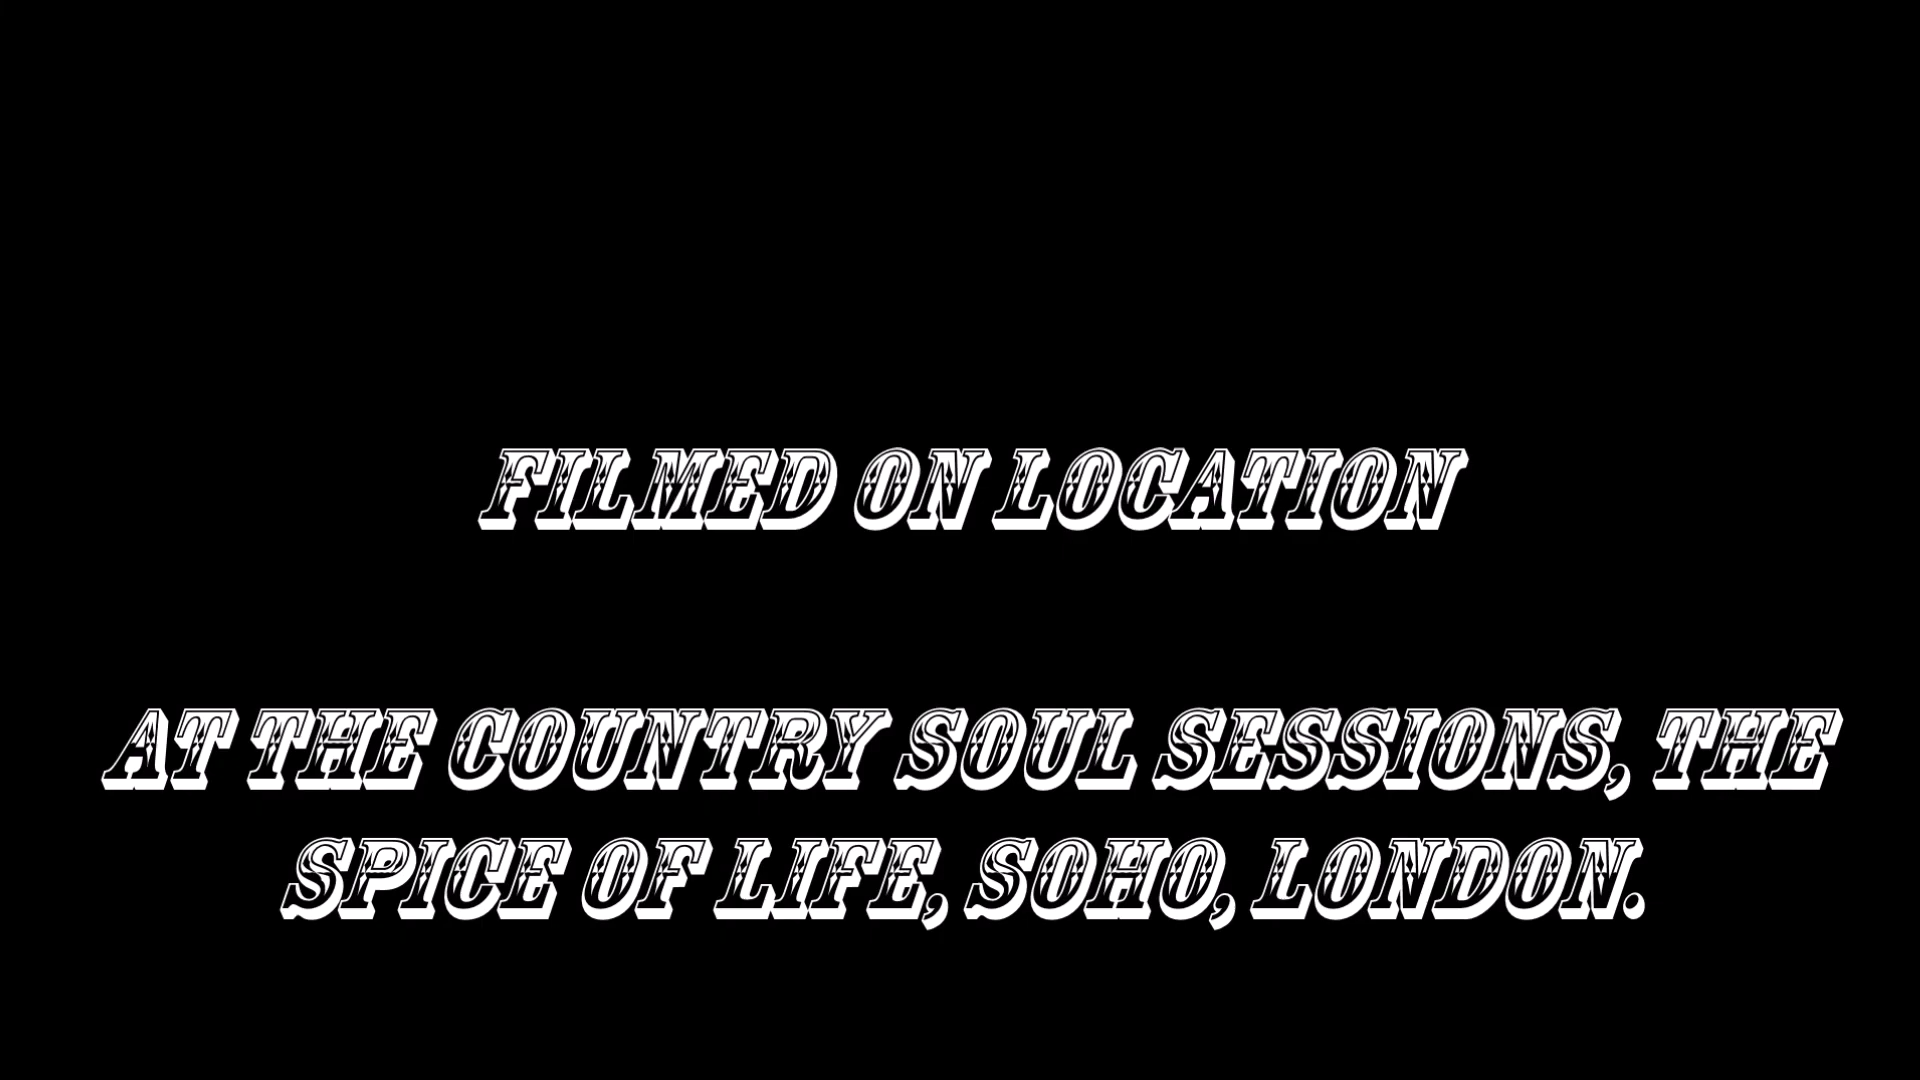 FILMED ON LOCATION
AT THE COUNTRY SOUL SESSIONS, THE
SPICE OF LIFE, SOHO, LONDON.